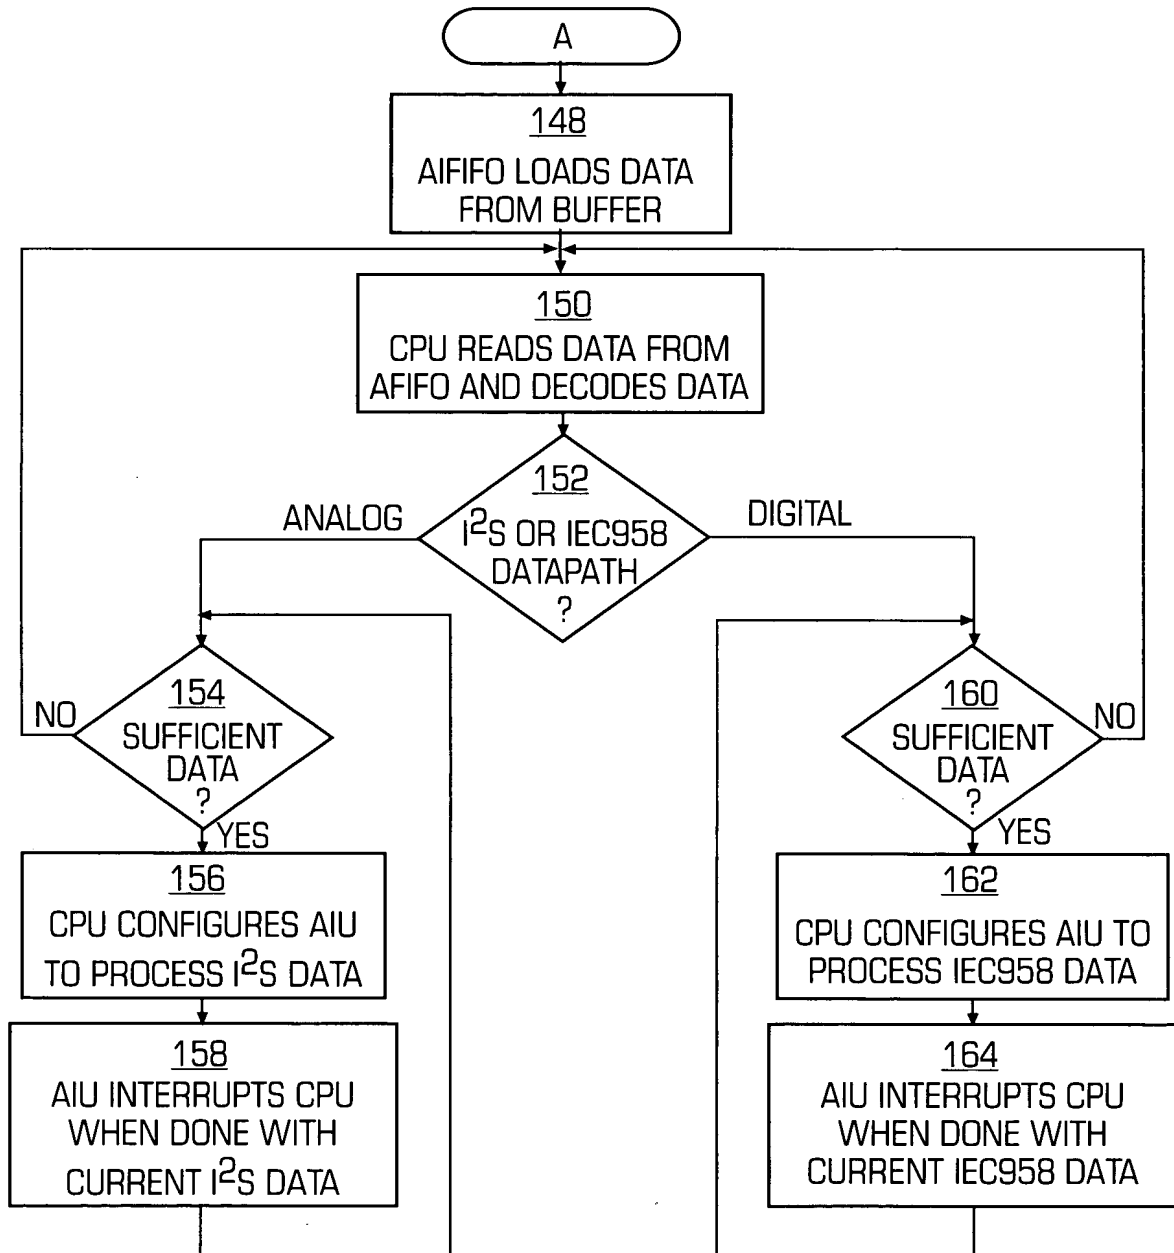 A
148
AIFIFO LOADS DATA
FROM BUFFER
150
CPU READS DATA FROM
AFIFO AND DECODES DATA
152
I²S OR IEC958
DATAPATH
?
ANALOG
DIGITAL
154
SUFFICIENT
DATA
?
NO
YES
156
CPU CONFIGURES AIU
TO PROCESS I²S DATA
158
AIU INTERRUPTS CPU
WHEN DONE WITH
CURRENT I²S DATA
160
SUFFICIENT
DATA
?
NO
YES
162
CPU CONFIGURES AIU TO
PROCESS IEC958 DATA
164
AIU INTERRUPTS CPU
WHEN DONE WITH
CURRENT IEC958 DATA